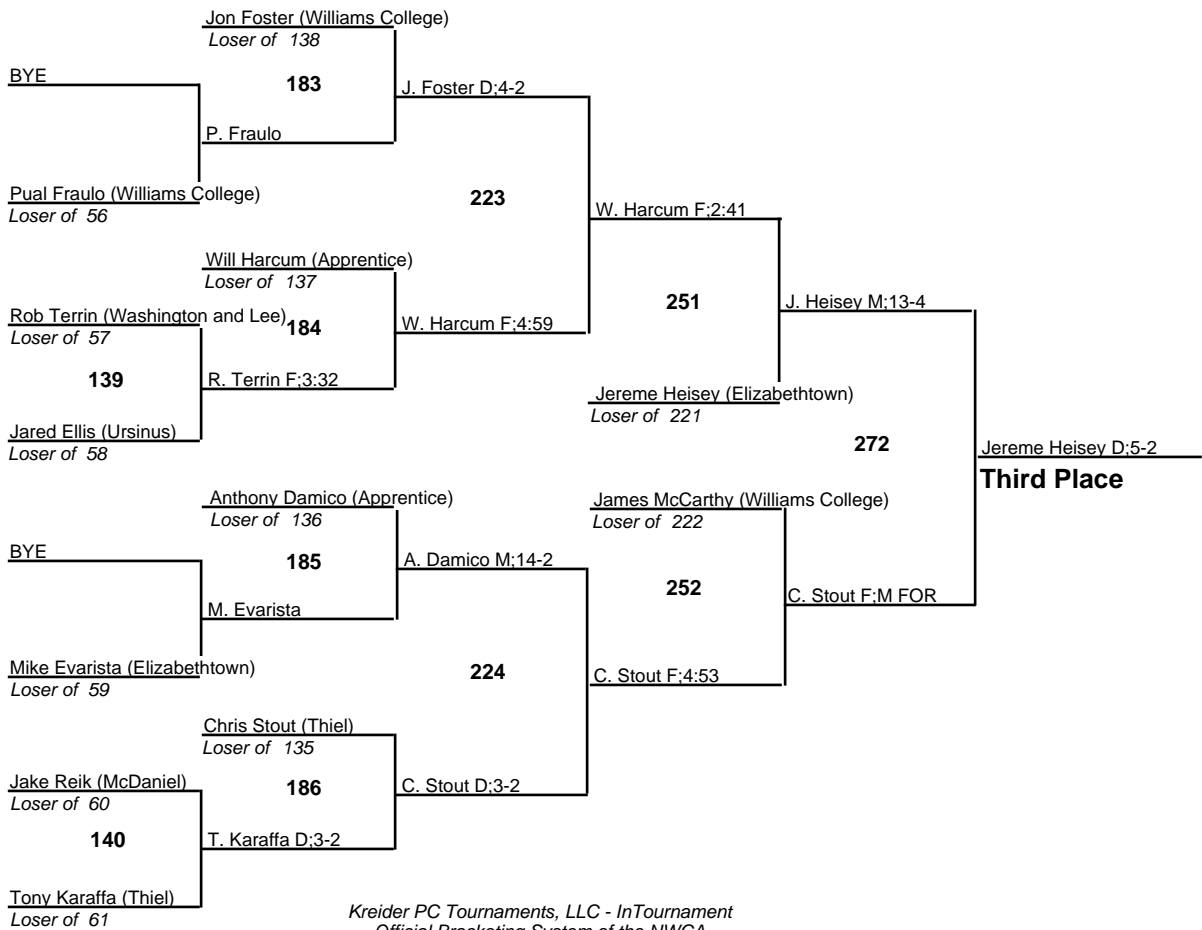 Jon Foster (Williams College)
Loser of 138
BYE
183
J. Foster D;4-2
P. Fraulo
Pual Fraulo (Williams College)
Loser of 56
223
W. Harcum F;2:41
Will Harcum (Apprentice)
Loser of 137
Rob Terrin (Washington and Lee)
Loser of 57
184
W. Harcum F;4:59
251
J. Heisey M;13-4
139
R. Terrin F;3:32
Jereme Heisey (Elizabethtown)
Loser of 221
Jared Ellis (Ursinus)
Loser of 58
272
Jereme Heisey D;5-2
Third Place
Anthony Damico (Apprentice)
Loser of 136
James McCarthy (Williams College)
Loser of 222
BYE
185
A. Damico M;14-2
252
M. Evarista
C. Stout F;M FOR
Mike Evarista (Elizabethtown)
Loser of 59
224
C. Stout F;4:53
Chris Stout (Thiel)
Loser of 135
Jake Reik (McDaniel)
Loser of 60
186
C. Stout D;3-2
140
T. Karaffa D;3-2
Tony Karaffa (Thiel)
Loser of 61
Kreider PC Tournaments, LLC - InTournament
Official Bracketing System of the NWCA